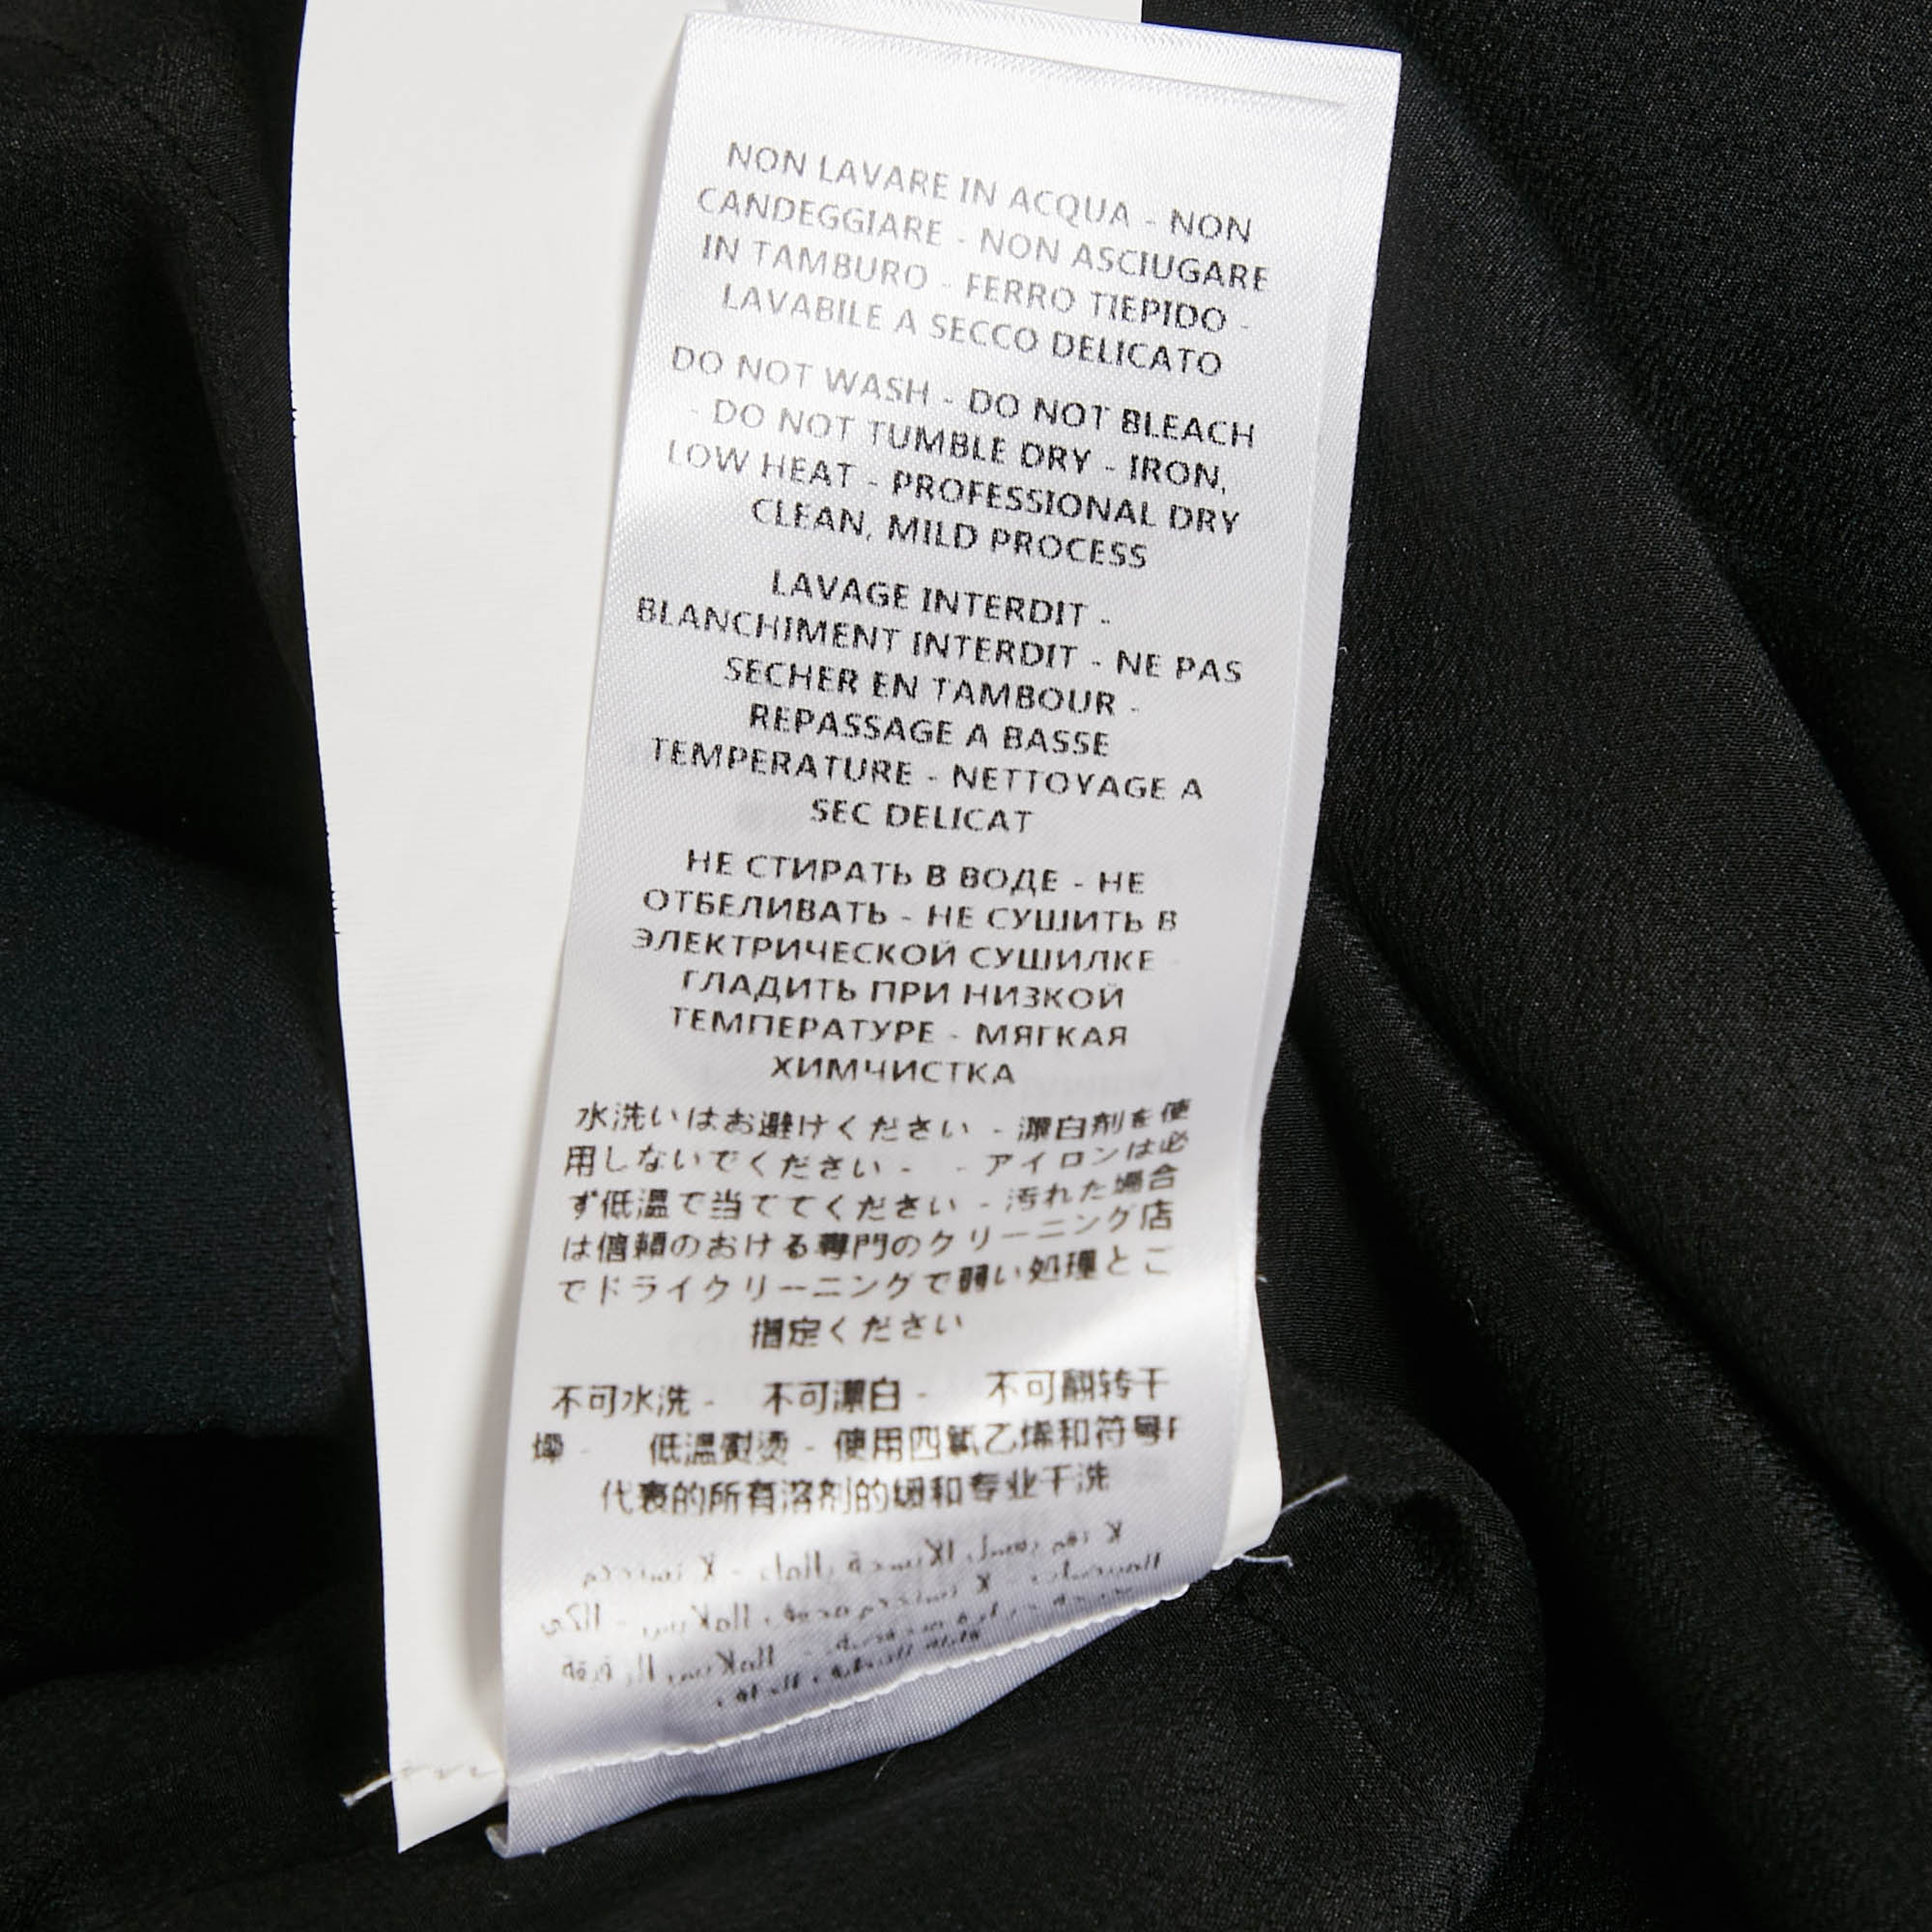 NON LAVARE IN ACQUA - NON
CANDEGGIARE - NON ASCIUGARE
IN TAMBURO - FERRO TIEPIDO -
LAVABILE A SECCO DELICATO
DO NOT WASH - DO NOT BLEACH
- DO NOT TUMBLE DRY - IRON,
LOW HEAT - PROFESSIONAL DRY
CLEAN, MILD PROCESS
LAVAGE INTERDIT -
BLANCHIMENT INTERDIT - NE PAS
SECHER EN TAMBOUR -
REPASSAGE A BASSE
TEMPERATURE - NETTOYAGE A
SEC DELICAT
НЕ СТИРАТЬ В ВОДЕ - НЕ
ОТБЕЛИВАТЬ - НЕ СУШИТЬ В
ЭЛЕКТРИЧЕСКОЙ СУШИЛКЕ -
ГЛАДИТЬ ПРИ НИЗКОЙ
ТЕМПЕРАТУРЕ - МЯГКАЯ
ХИМЧИСТКА
水洗いはお避けください - 漂白剤を使
用しないでください - - アイロンは必
ず低温で当ててください - 汚れた場合
は信頼のおける専門のクリーニング店
でドライクリーニングで弱い処理とご
指定ください
不可水洗 - 不可漂白 - 不可翻转干
燥 - 低温熨烫 - 使用四氯乙烯和符号F
代表的所有溶剂的缓和专业干洗